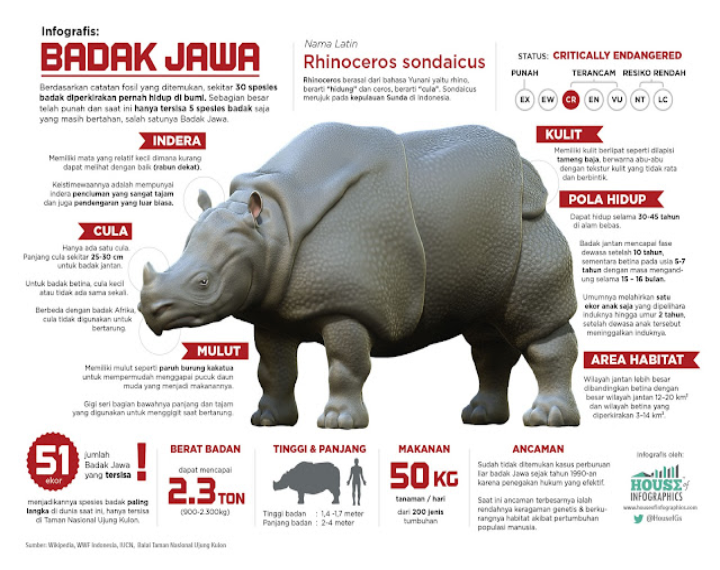 Infografis:
BADAK JAWA
Berdasarkan catatan fosil yang ditemukan, sekitar 30 spesies
badak diperkirakan pernah hidup di bumi. Sebagian besar
telah punah dan saat ini hanya tersisa 5 spesies badak saja
yang masih bertahan, salah satunya Badak Jawa.
Nama Latin
Rhinoceros sondaicus
Rhinoceros berasal dari bahasa Yunani yaitu rhino,
berarti "hidung" dan ceros, berarti "cula". Sondaicus
merujuk pada kepulauan Sunda di Indonesia.
STATUS: CRITICALLY ENDANGERED
PUNAH TERANCAM RESIKO RENDAH
EX EW CR EN VU NT LC
INDERA
Memiliki mata yang relatif kecil dimana kurang
dapat melihat dengan baik (rabun dekat).
Keistimewaannya adalah mempunyai
indera penciuman yang sangat tajam
dan juga pendengaran yang luar biasa.
CULA
Hanya ada satu cula.
Panjang cula sekitar 25-30 cm
untuk badak jantan.
Untuk badak betina, cula kecil
atau tidak ada sama sekali.
Berbeda dengan badak Afrika,
cula tidak digunakan untuk
bertarung.
MULUT
Memiliki mulut seperti paruh burung kakatua
untuk mempermudah menggapai pucuk daun
muda yang menjadi makanannya.
Gigi seri bagian bawahnya panjang dan tajam
yang digunakan untuk menggigit saat bertarung.
KULIT
Memiliki kulit berlipat seperti dilapisi
tameng baja, berwarna abu-abu
dengan tekstur kulit yang tidak rata
dan berbintik.
POLA HIDUP
Dapat hidup selama 30-45 tahun
di alam bebas.
Badak jantan mencapai fase
dewasa setelah 10 tahun,
sementara betina pada usia 5-7
tahun dengan masa mengand-
ung selama 15 - 16 bulan.
Umumnya melahirkan satu
ekor anak saja yang dipelihara
induknya hingga umur 2 tahun,
setelah dewasa anak tersebut
meninggalkan induknya.
AREA HABITAT
Wilayah jantan lebih besar
dibandingkan betina dengan
besar wilayah jantan 12-20 km²
dan wilayah betina yang
diperkirakan 3-14 km².
51
ekor
jumlah
Badak Jawa
yang tersisa !
menjadikannya spesies badak paling
langka di dunia saat ini, hanya tersisa
di Taman Nasional Ujung Kulon.
BERAT BADAN
dapat mencapai
2.3 TON
(900-2.300kg)
TINGGI & PANJANG
Tinggi badan : 1,4 -1,7 meter
Panjang badan : 2-4 meter
MAKANAN
50 KG
tanaman / hari
dari 200 jenis
tumbuhan
ANCAMAN
Sudah tidak ditemukan kasus perburuan
liar badak Jawa sejak tahun 1990-an
karena penegakan hukum yang efektif.
Saat ini ancaman terbesarnya ialah
rendahnya keragaman genetis & berku-
rangnya habitat akibat pertumbuhan
populasi manusia.
Infografis oleh:
HOUSE of
INFOGRAPHICS
www.houseofinfographics.com
@HouseIGs
Sumber: Wikipedia, WWF Indonesia, IUCN, Balai Taman Nasional Ujung Kulon.